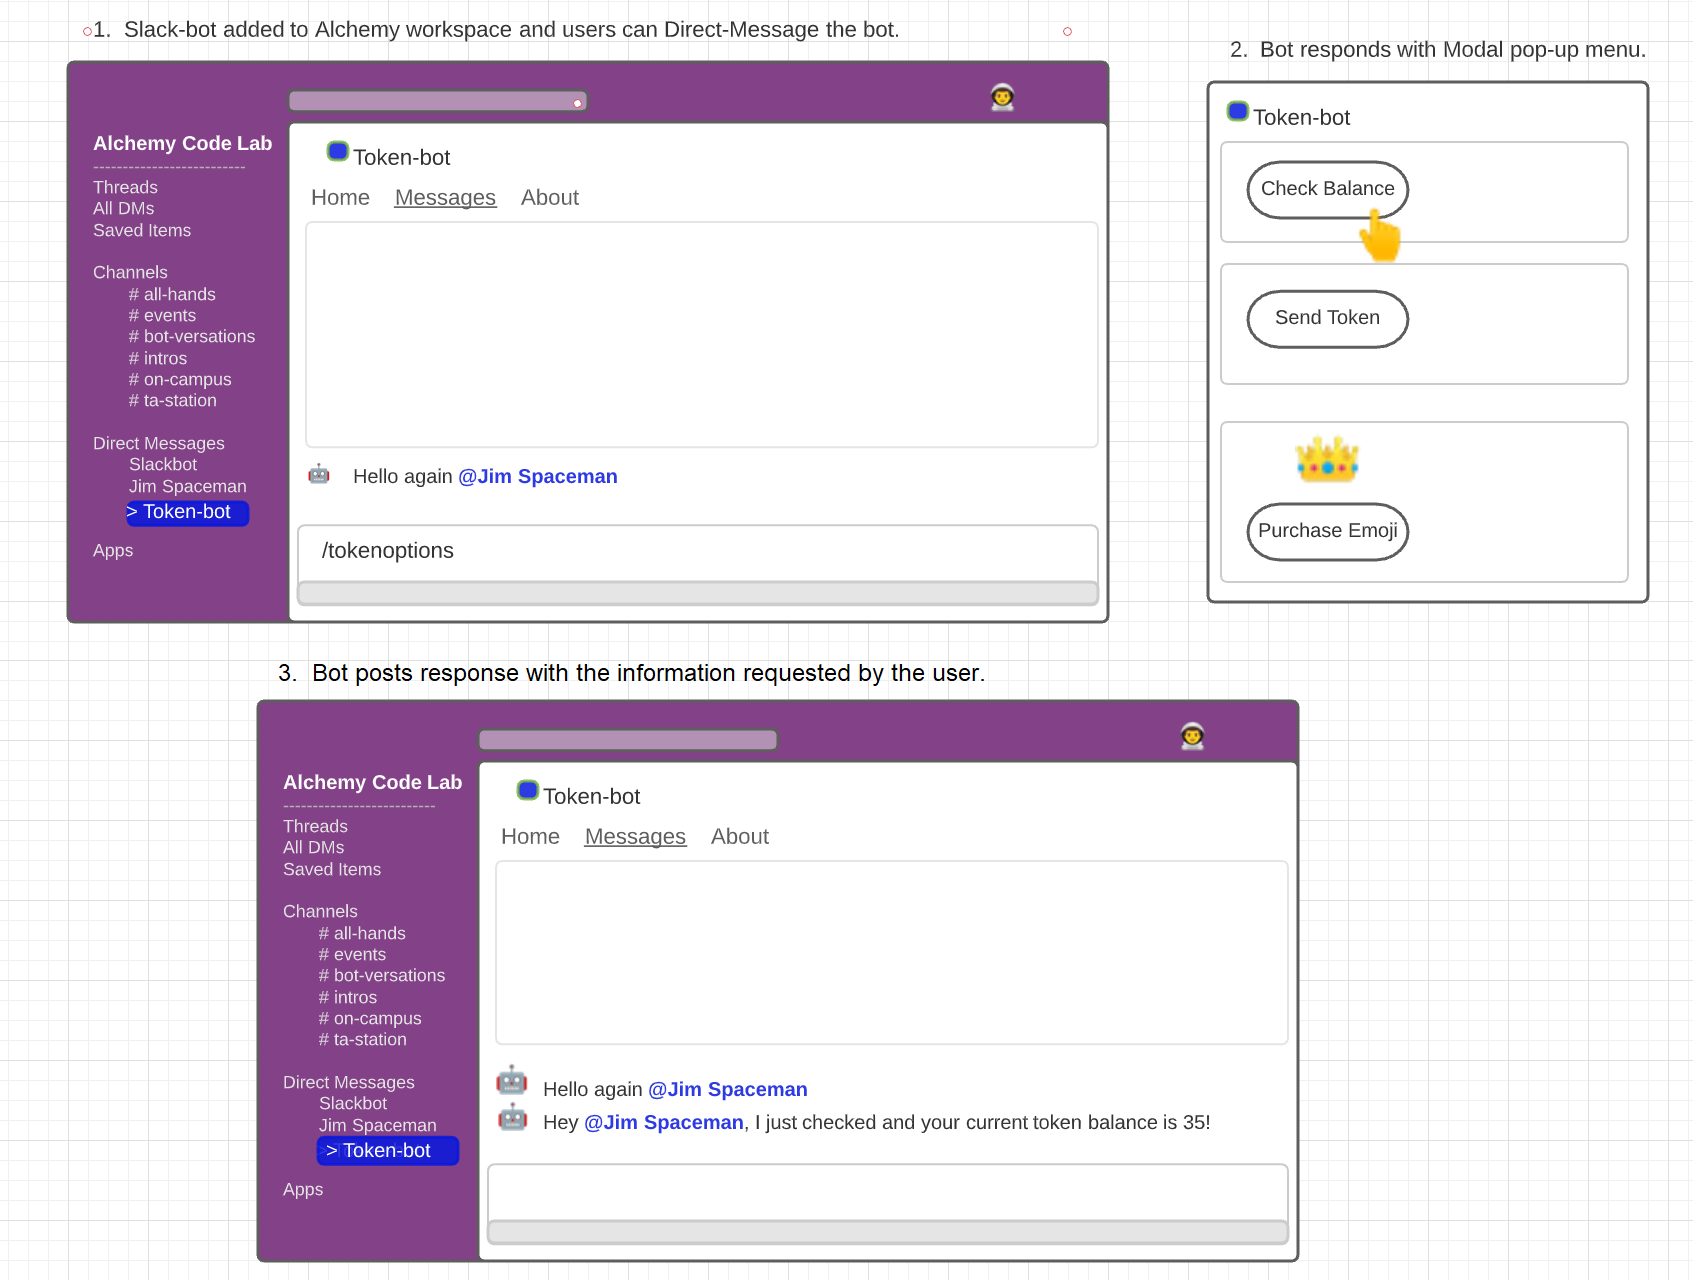 1. Slack-bot added to Alchemy workspace and users can Direct-Message the bot.
Alchemy Code Lab
--------------------------
Threads
All DMs
Saved Items
Channels
# all-hands
# events
# bot-versations
# intros
# on-campus
# ta-station
Direct Messages
Slackbot
Jim Spaceman
> Token-bot
Apps
Token-bot
Home Messages About
Hello again @Jim Spaceman
/tokenoptions
2. Bot responds with Modal pop-up menu.
Token-bot
Check Balance
Send Token
Purchase Emoji
3. Bot posts response with the information requested by the user.
Alchemy Code Lab
--------------------------
Threads
All DMs
Saved Items
Channels
# all-hands
# events
# bot-versations
# intros
# on-campus
# ta-station
Direct Messages
Slackbot
Jim Spaceman
> Token-bot
Apps
Token-bot
Home Messages About
Hello again @Jim Spaceman
Hey @Jim Spaceman, I just checked and your current token balance is 35!